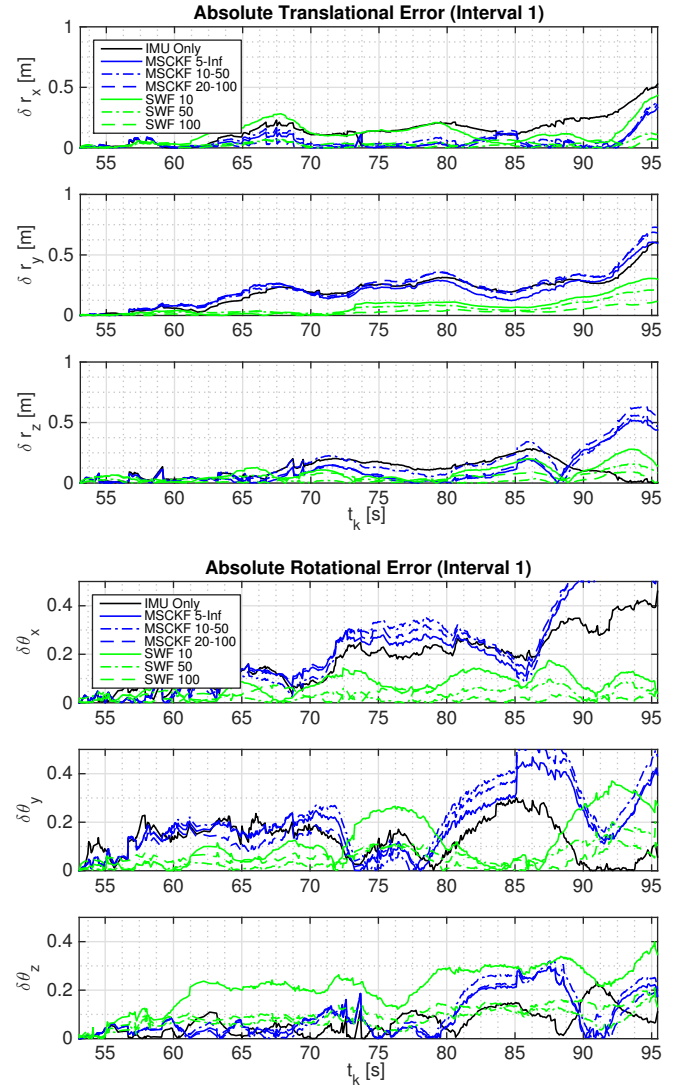 Absolute Translational Error (Interval 1)
1
0.5
0
δ r_x [m]
IMU Only
MSCKF 5-Inf
MSCKF 10-50
MSCKF 20-100
SWF 10
SWF 50
SWF 100
55 60 65 70 75 80 85 90 95
1
0.5
0
δ r_y [m]
55 60 65 70 75 80 85 90 95
1
0.5
0
δ r_z [m]
55 60 65 70 75 80 85 90 95
t_k [s]
Absolute Rotational Error (Interval 1)
0.4
0.2
0
δθ_x
IMU Only
MSCKF 5-Inf
MSCKF 10-50
MSCKF 20-100
SWF 10
SWF 50
SWF 100
55 60 65 70 75 80 85 90 95
0.4
0.2
0
δθ_y
55 60 65 70 75 80 85 90 95
0.4
0.2
0
δθ_z
55 60 65 70 75 80 85 90 95
t_k [s]